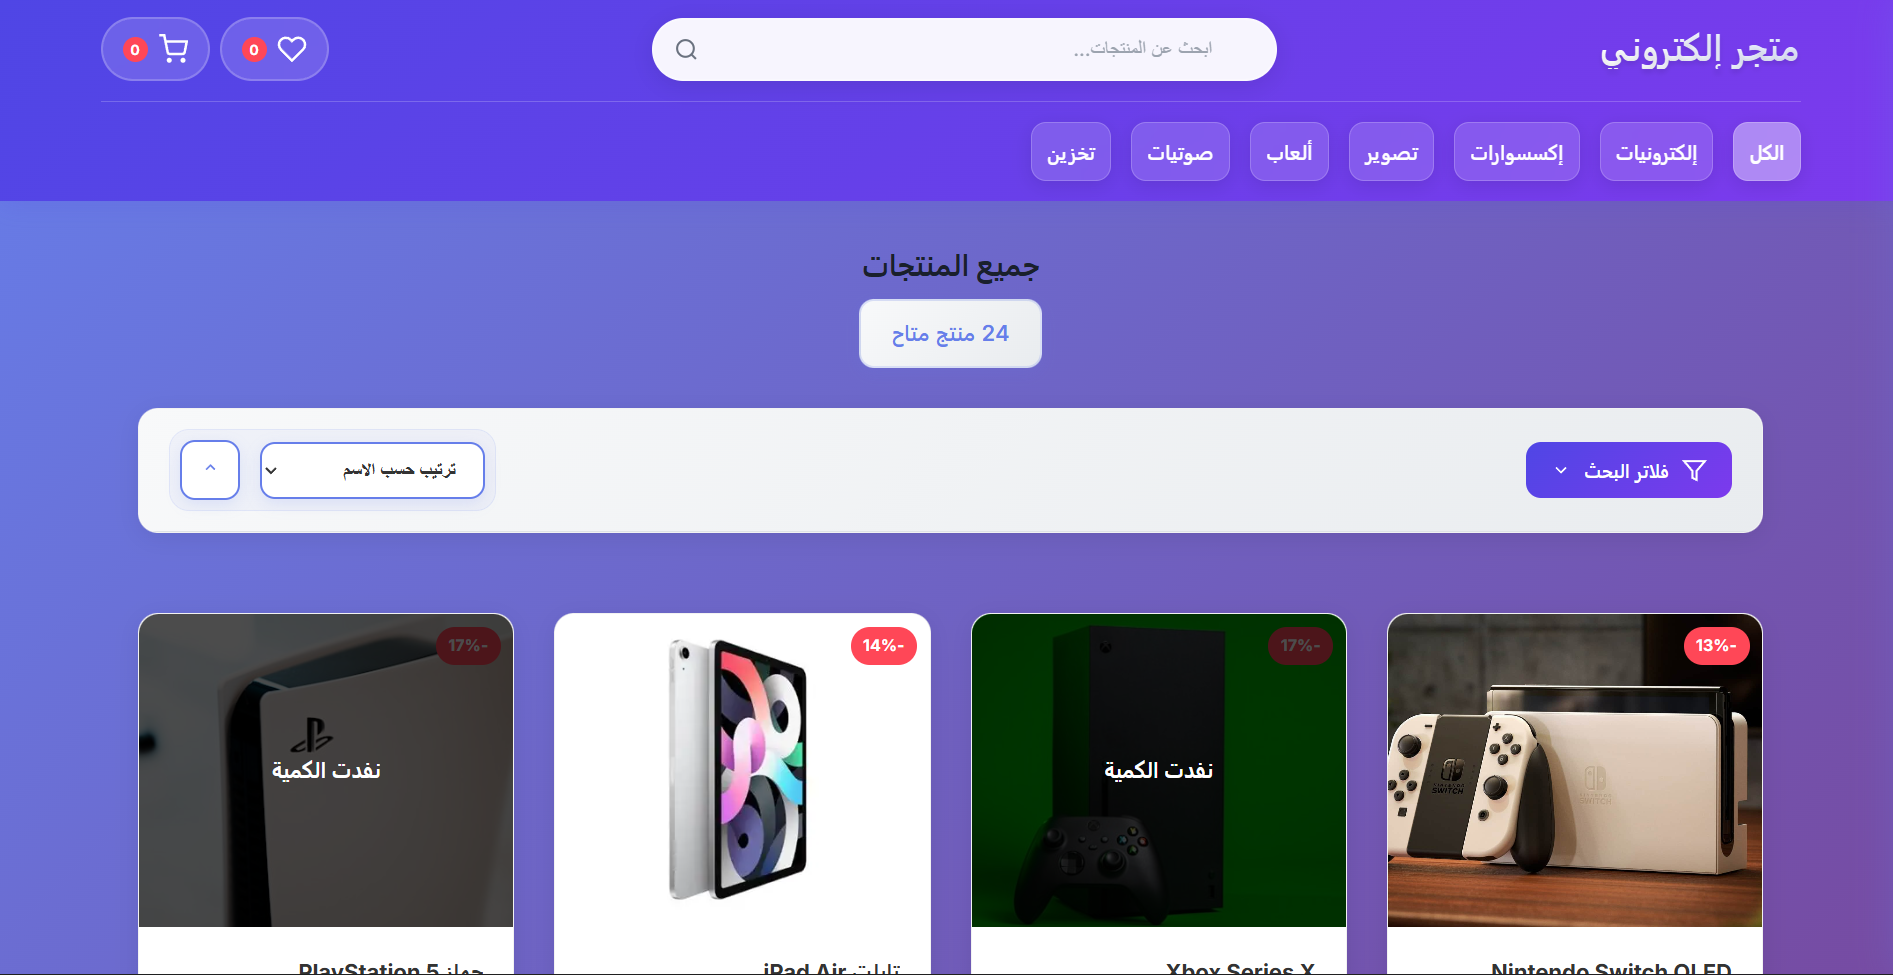 متجر إلكتروني
ابحث عن المنتجات...
0
0
الكل
إلكترونيات
إكسسوارات
تصوير
ألعاب
صوتيات
تخزين
جميع المنتجات
24 منتج متاح
فلاتر البحث
ترتيب حسب الاسم
-13%
-17%
نفدت الكمية
-14%
-17%
نفدت الكمية
NINTENDO SWITCH
Nintendo Switch OLED
Xbox Series X
تابلت iPad Air
جهاز PlayStation 5